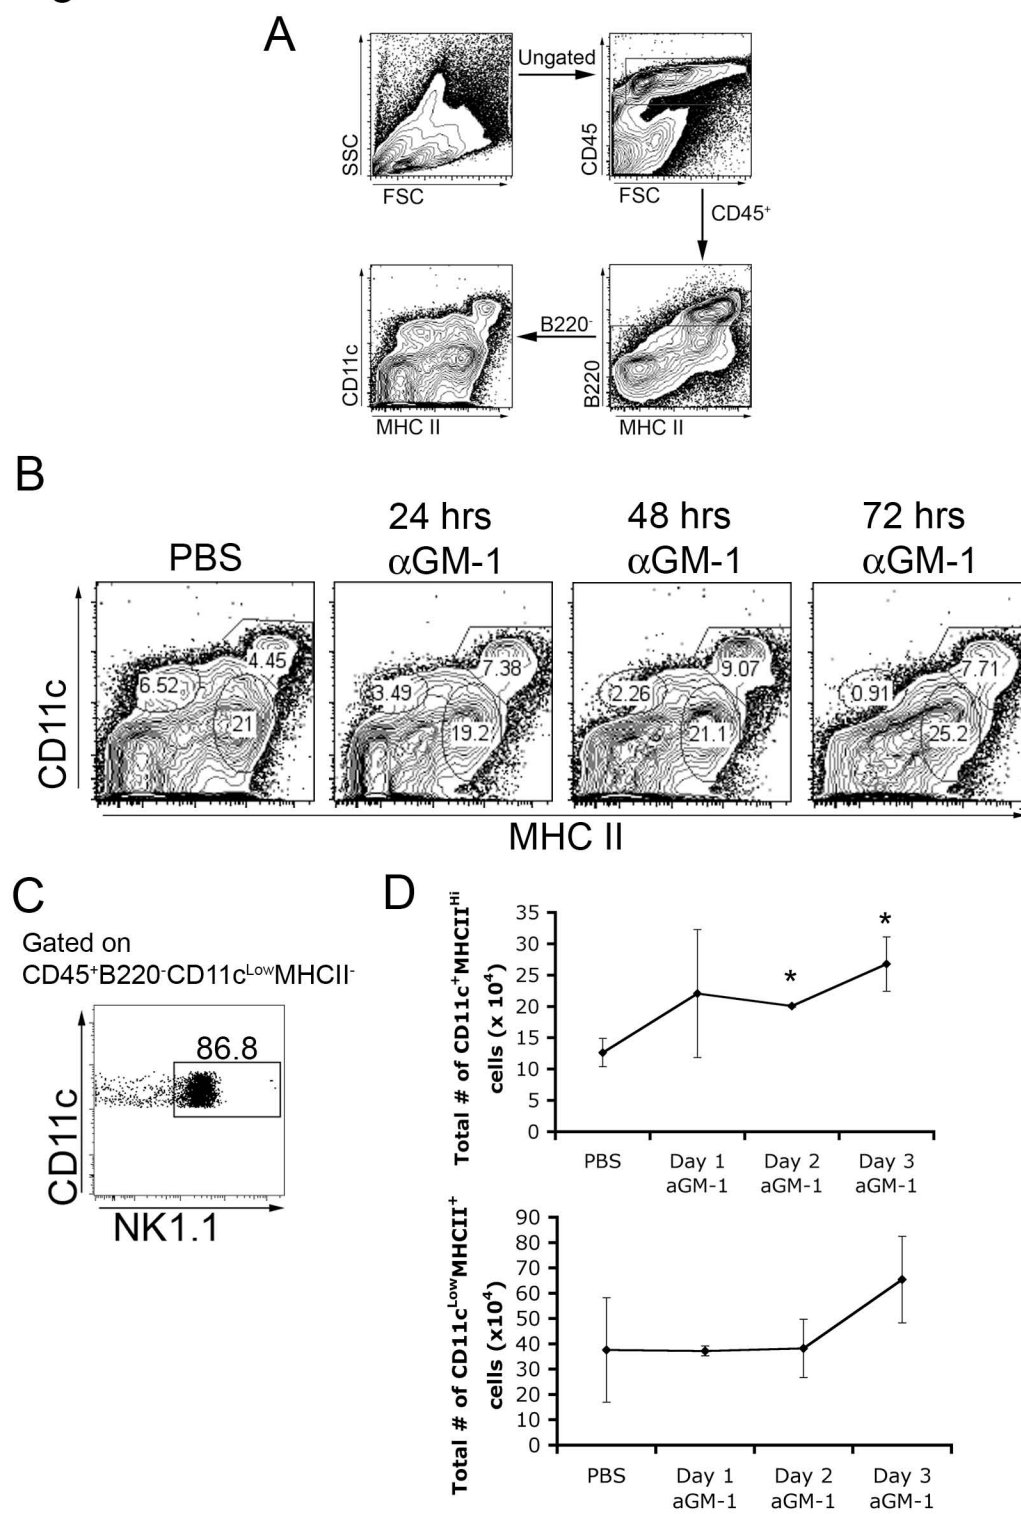 A
SSC
FSC
Ungated
CD45
FSC
CD45⁺
CD11c
MHC II
B220⁻
B220
MHC II
B
PBS
24 hrs
αGM-1
48 hrs
αGM-1
72 hrs
αGM-1
CD11c
6.52
4.45
21
3.49
7.38
19.2
2.26
9.07
21.1
0.91
7.71
25.2
MHC II
C
Gated on
CD45⁺B220⁻CD11cᴸᵒʷMHCII⁻
86.8
CD11c
NK1.1
D
Total # of CD11c⁺MHCIIᴴⁱ
cells (x 10⁴)
35
30
25
20
15
10
5
0
*
*
PBS
Day 1
aGM-1
Day 2
aGM-1
Day 3
aGM-1
Total # of CD11cᴸᵒʷMHCII⁺
cells (x10⁴)
90
80
70
60
50
40
30
20
10
0
PBS
Day 1
aGM-1
Day 2
aGM-1
Day 3
aGM-1